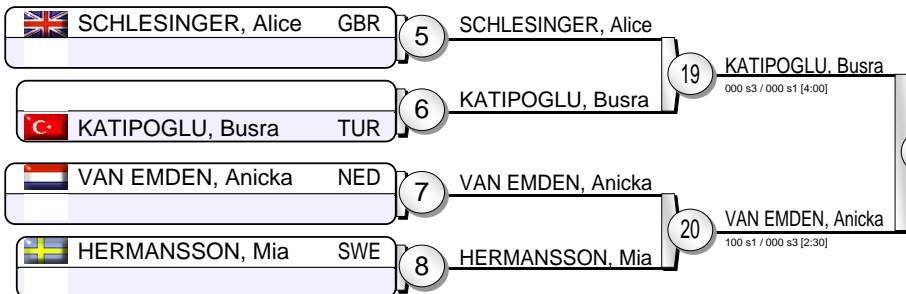 SCHLESINGER, Alice GBR
5
SCHLESINGER, Alice
19
KATIPOGLU, Busra
000 s3 / 000 s1 [4:00]
6
KATIPOGLU, Busra
KATIPOGLU, Busra TUR
VAN EMDEN, Anicka NED
7
VAN EMDEN, Anicka
20
VAN EMDEN, Anicka
100 s1 / 000 s3 [2:30]
HERMANSSON, Mia SWE
8
HERMANSSON, Mia